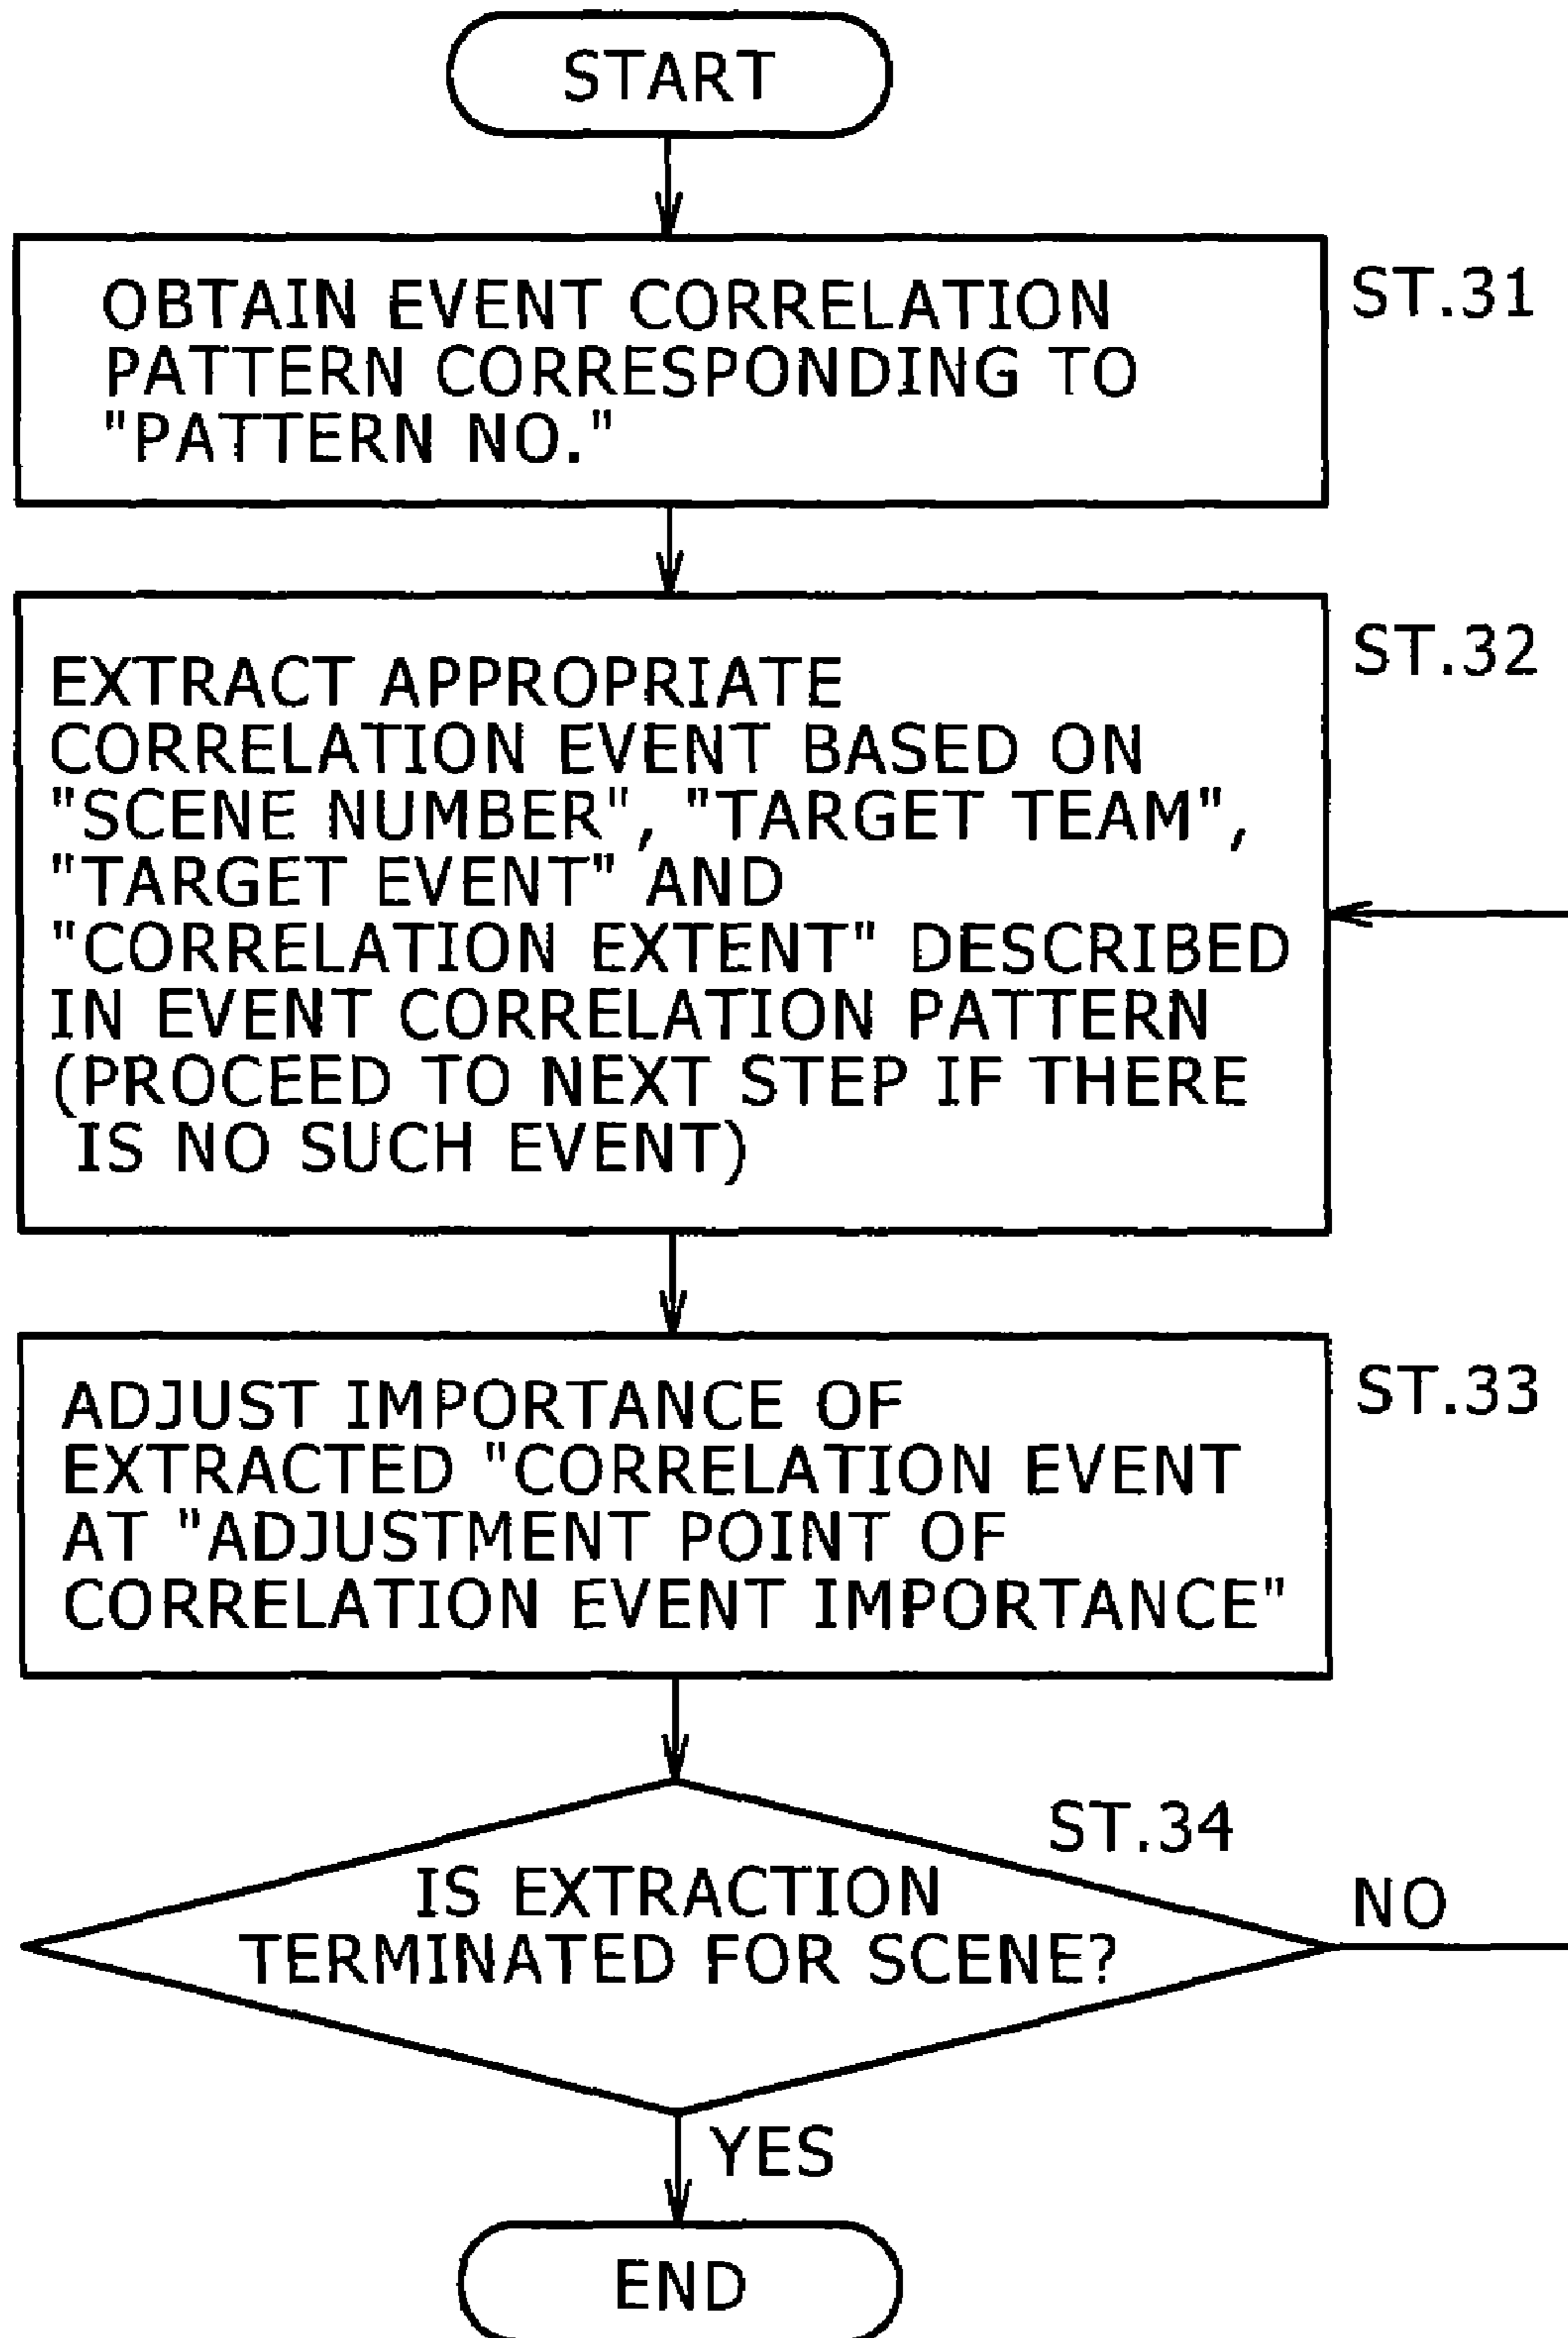 START
OBTAIN EVENT CORRELATION
PATTERN CORRESPONDING TO
"PATTERN NO."
ST.31
EXTRACT APPROPRIATE
CORRELATION EVENT BASED ON
"SCENE NUMBER", "TARGET TEAM",
"TARGET EVENT" AND
"CORRELATION EXTENT" DESCRIBED
IN EVENT CORRELATION PATTERN
(PROCEED TO NEXT STEP IF THERE
IS NO SUCH EVENT)
ST.32
ADJUST IMPORTANCE OF
EXTRACTED "CORRELATION EVENT
AT "ADJUSTMENT POINT OF
CORRELATION EVENT IMPORTANCE"
ST.33
ST.34
IS EXTRACTION
TERMINATED FOR SCENE?
NO
YES
END